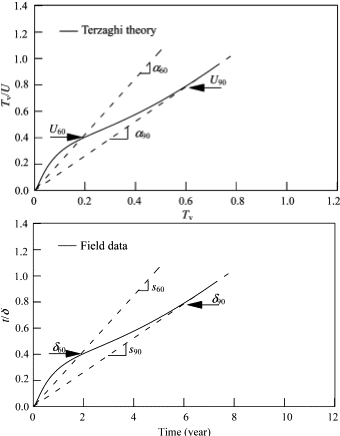 1.4
1.2
1.0
0.8
0.6
0.4
0.2
0.0
Tᵥ/U
Terzaghi theory
α60
U90
U60
α90
0 0.2 0.4 0.6 0.8 1.0 1.2
Tᵥ
1.4
1.2
1.0
0.8
0.6
0.4
0.2
0.0
t/δ
Field data
s60
δ90
δ60
s90
0 2 4 6 8 10 12
Time (year)